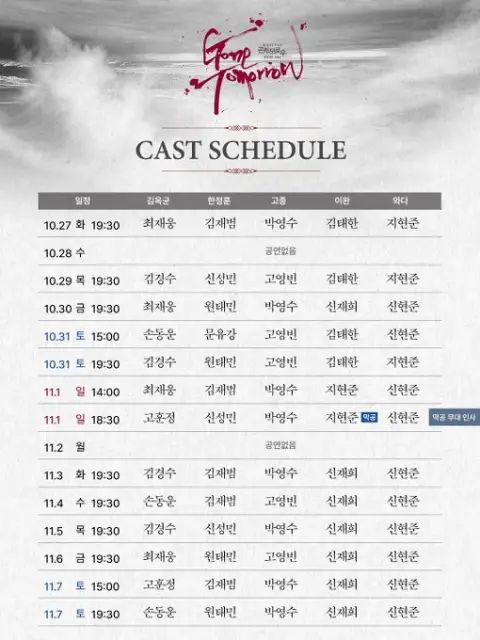 Gone
Tomorrow
곤투모로우
CAST SCHEDULE
일정 김옥균 한정훈 고종 이완 와다
10.27 화 19:30 최재웅 김재범 박영수 김태한 지현준
10.28 수 공연없음
10.29 목 19:30 김경수 신성민 고영빈 김태한 지현준
10.30 금 19:30 최재웅 원태민 박영수 신재희 신현준
10.31 토 15:00 손동운 문유강 고영빈 김태한 신현준
10.31 토 19:30 김경수 원태민 고영빈 김태한 지현준
11.1 일 14:00 최재웅 김재범 박영수 지현준 신현준
11.1 일 18:30 고훈정 신성민 박영수 지현준 막공 신현준 막공 무대 인사
11.2 월 공연없음
11.3 화 19:30 김경수 김재범 박영수 신재희 신현준
11.4 수 19:30 손동운 김재범 고영빈 신재희 신현준
11.5 목 19:30 김경수 신성민 박영수 신재희 신현준
11.6 금 19:30 최재웅 원태민 고영빈 신재희 신현준
11.7 토 15:00 고훈정 김재범 박영수 신재희 신현준
11.7 토 19:30 손동운 원태민 박영수 신재희 신현준